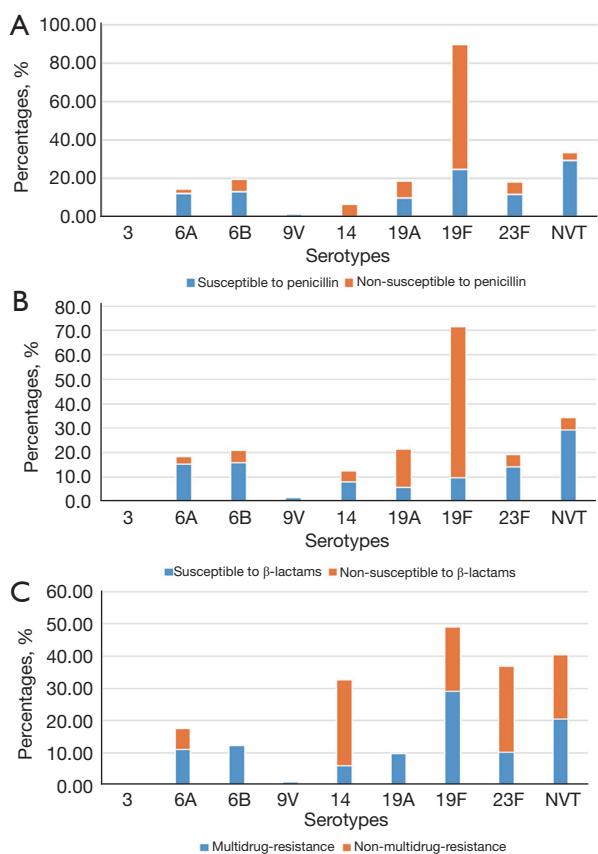 A
Percentages, %
100.00
80.00
60.00
40.00
20.00
0.00
3 6A 6B 9V 14 19A 19F 23F NVT
Serotypes
Susceptible to penicillin Non-susceptible to penicillin
B
Percentages, %
80.0
70.0
60.0
50.0
40.0
30.0
20.0
10.0
0.0
3 6A 6B 9V 14 19A 19F 23F NVT
Serotypes
Susceptible to β-lactams Non-susceptible to β-lactams
C
Percentages, %
60.00
50.00
40.00
30.00
20.00
10.00
0.00
3 6A 6B 9V 14 19A 19F 23F NVT
Serotypes
Multidrug-resistance Non-multidrug-resistance